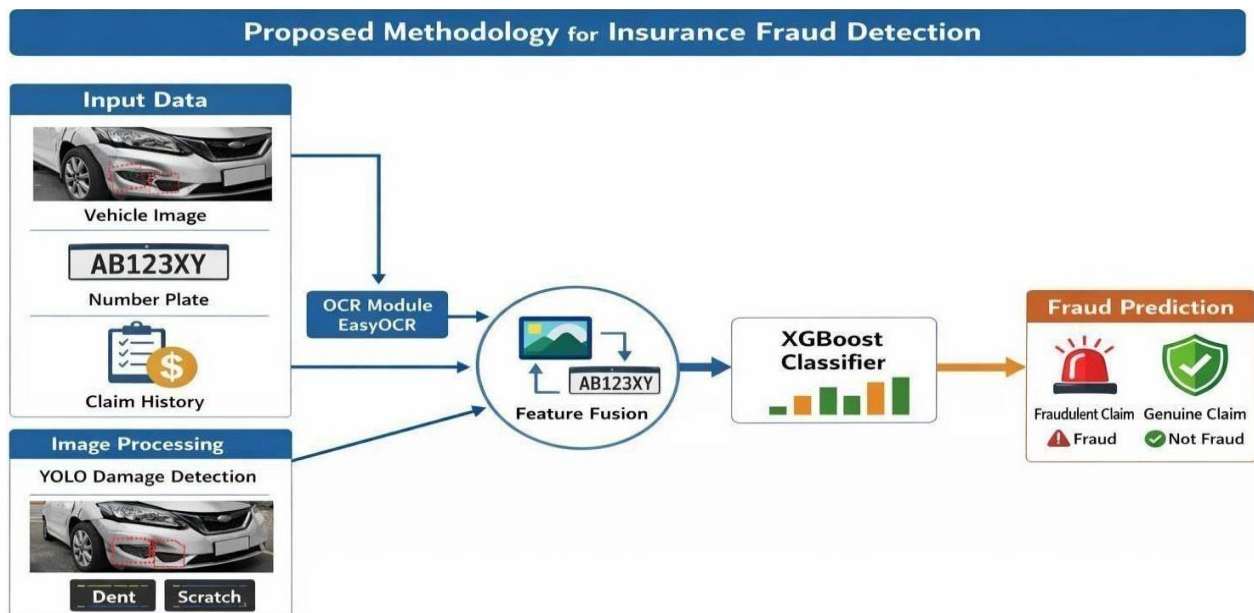 Proposed Methodology for Insurance Fraud Detection
Input Data
Vehicle Image
AB123XY
Number Plate
$
Claim History
Image Processing
YOLO Damage Detection
Dent
Scratch
OCR Module
EasyOCR
AB123XY
Feature Fusion
XGBoost
Classifier
Fraud Prediction
Fraudulent Claim
Genuine Claim
Fraud
Not Fraud